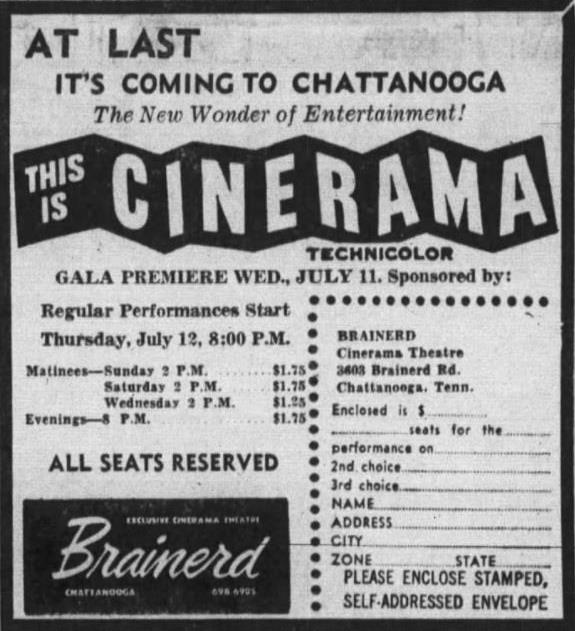 AT LAST
IT'S COMING TO CHATTANOOGA
The New Wonder of Entertainment!
THIS IS CINERAMA
TECHNICOLOR
GALA PREMIERE WED., JULY 11. Sponsored by:
Regular Performances Start
Thursday, July 12, 8:00 P.M.
Matinees—Sunday 2 P.M. $1.75
Saturday 2 P.M. $1.75
Wednesday 2 P.M. $1.25
Evenings—8 P.M. $1.75
ALL SEATS RESERVED
EXCLUSIVE CINERAMA THEATRE
Brainerd
CHATTANOOGA 698-6905
BRAINERD
Cinerama Theatre
3603 Brainerd Rd.
Chattanooga, Tenn.
Enclosed is $
seats for the
performance on
2nd. choice
3rd choice
NAME
ADDRESS
CITY
ZONE STATE
PLEASE ENCLOSE STAMPED,
SELF-ADDRESSED ENVELOPE